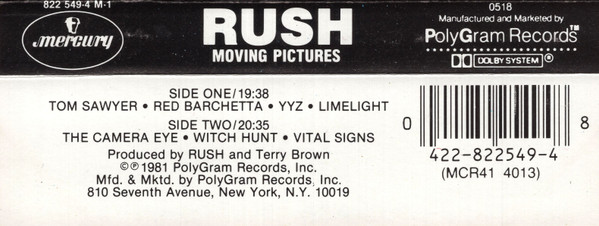 822 549-4 M-1
mercury
RUSH
MOVING PICTURES
0518
Manufactured and Marketed by
PolyGram Records™
DOLBY SYSTEM ®
SIDE ONE/19:38
TOM SAWYER • RED BARCHETTA • YYZ • LIMELIGHT
SIDE TWO/20:35
THE CAMERA EYE • WITCH HUNT • VITAL SIGNS
Produced by RUSH and Terry Brown
©℗1981 PolyGram Records, Inc.
Mfd. & Mktd. by PolyGram Records, Inc.
810 Seventh Avenue, New York, N.Y. 10019
0 8
422-822549-4
(MCR41 4013)